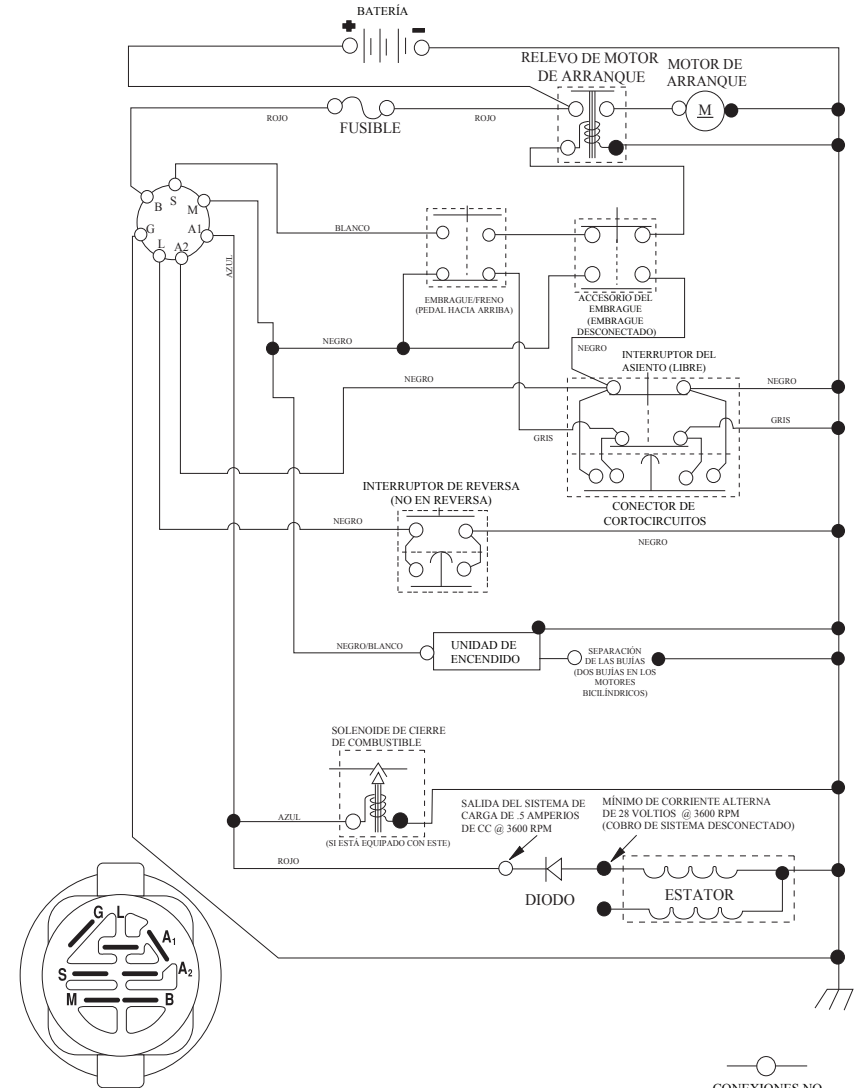 BATERÍA
RELEVO DE MOTOR
DE ARRANQUE
MOTOR DE
ARRANQUE
M
ROJO
FUSIBLE
ROJO
B
S
M
G
A1
L
A2
AZUL
BLANCO
EMBRAGUE/FRENO
(PEDAL HACIA ARRIBA)
ACCESORIO DEL
EMBRAGUE
(EMBRAGUE
DESCONECTADO)
NEGRO
NEGRO
INTERRUPTOR DEL
ASIENTO (LIBRE)
NEGRO
NEGRO
GRIS
GRIS
CONECTOR DE
CORTOCIRCUITOS
INTERRUPTOR DE REVERSA
(NO EN REVERSA)
NEGRO
NEGRO
NEGRO/BLANCO
UNIDAD DE
ENCENDIDO
SEPARACIÓN
DE LAS BUJÍAS
(DOS BUJÍAS EN LOS
MOTORES
BICILÍNDRICOS)
SOLENOIDE DE CIERRE
DE COMBUSTIBLE
AZUL
(SI ESTÁ EQUIPADO CON ESTE)
SALIDA DEL SISTEMA DE
CARGA DE .5 AMPERIOS
DE CC @ 3600 RPM
MÍNIMO DE CORRIENTE ALTERNA
DE 28 VOLTIOS @ 3600 RPM
(COBRO DE SISTEMA DESCONECTADO)
ROJO
DIODO
ESTATOR
G
L
A1
S
A2
M
B
CONEXIONES NO